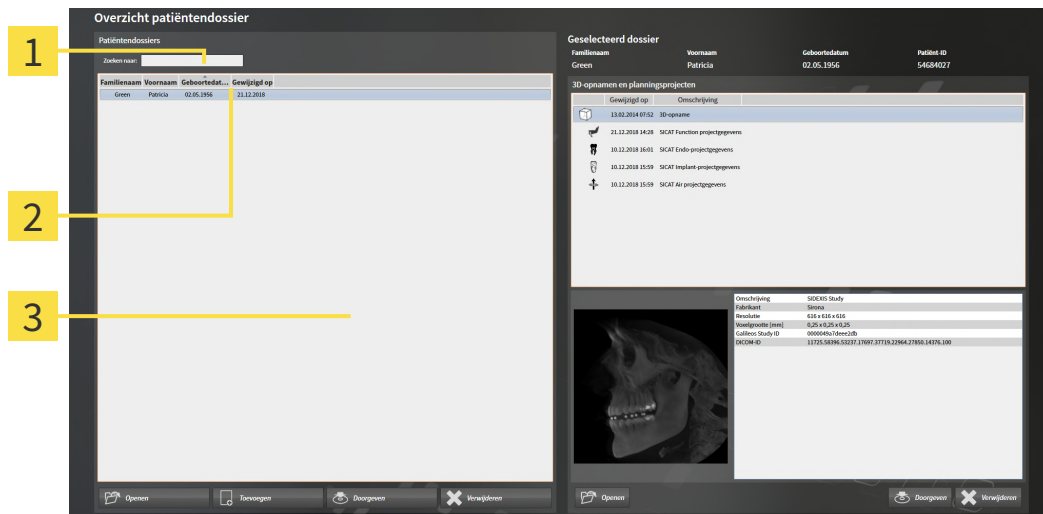 Overzicht patiëntendossier
1
Patiëntendossiers
Zoeken naar:
Familienaam Voornaam Geboortedat... Gewijzigd op
Green Patricia 02.05.1956 21.12.2018
2
3
Openen Toevoegen Doorgeven Verwijderen
Geselecteerd dossier
Familienaam Voornaam Geboortedatum Patiënt-ID
Green Patricia 02.05.1956 54684027
3D-opnamen en planningsprojecten
Gewijzigd op Omschrijving
13.02.2014 07:52 3D-opname
21.12.2018 14:28 SICAT Function projectgegevens
10.12.2018 16:01 SICAT Endo-projectgegevens
10.12.2018 15:59 SICAT Implant-projectgegevens
10.12.2018 15:59 SICAT Air projectgegevens
Omschrijving SIDEXIS Study
Fabrikant Sirona
Resolutie 616 x 616 x 616
Voxelgrootte [mm] 0,25 x 0,25 x 0,25
Galileos Study ID 0000049a7deee2db
DICOM-ID 11725.58396.53237.17697.37719.22964.27850.14376.100
Openen Doorgeven Verwijderen